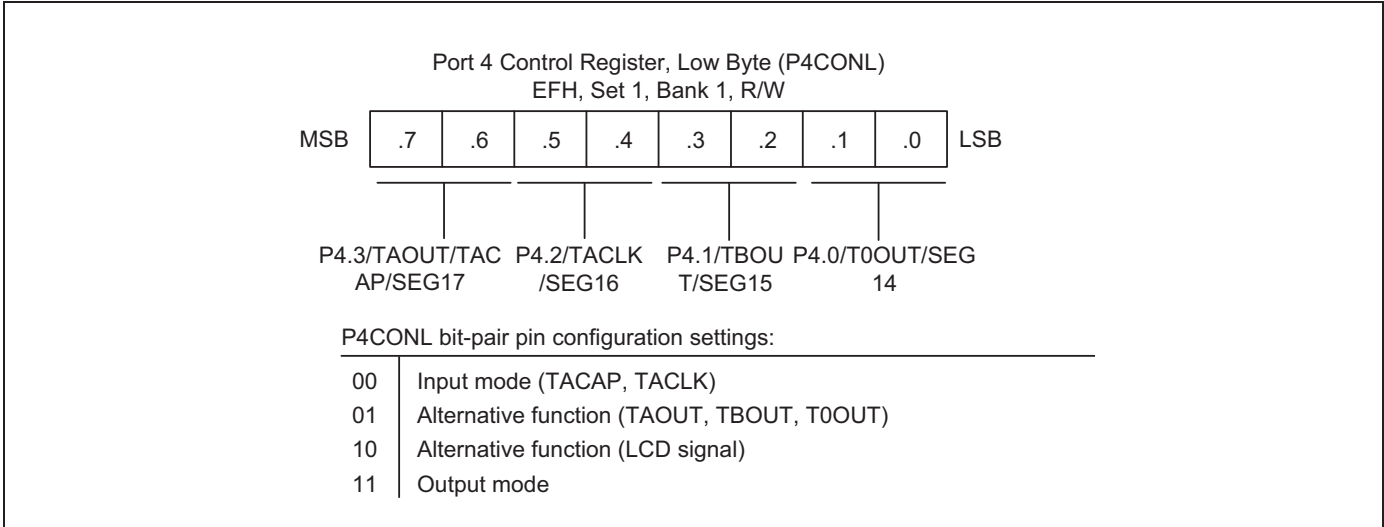 Port 4 Control Register, Low Byte (P4CONL)
EFH, Set 1, Bank 1, R/W
MSB .7 .6 .5 .4 .3 .2 .1 .0 LSB
P4.3/TAOUT/TAC P4.2/TACLK P4.1/TBOU P4.0/T0OUT/SEG
AP/SEG17 /SEG16 T/SEG15 14
P4CONL bit-pair pin configuration settings:
00 Input mode (TACAP, TACLK)
01 Alternative function (TAOUT, TBOUT, T0OUT)
10 Alternative function (LCD signal)
11 Output mode